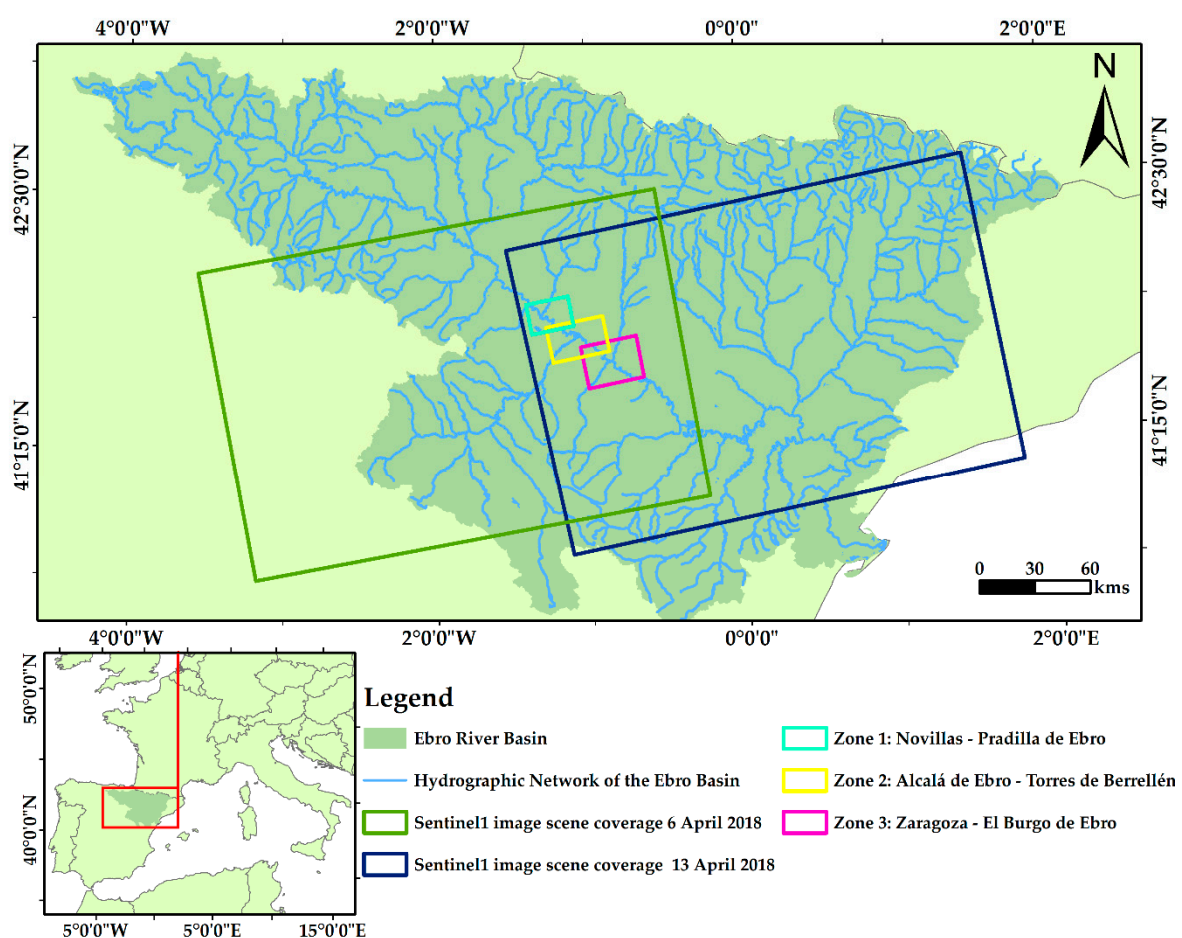 4°0'0"W 2°0'0"W 0°0'0" 2°0'0"E
N
42°30'0"N
42°30'0"N
41°15'0"N
41°15'0"N
0 30 60
kms
4°0'0"W 2°0'0"W 0°0'0" 2°0'0"E
50°0'0"N
40°0'0"N
5°0'0"W 5°0'0"E 15°0'0"E
Legend
Ebro River Basin
Hydrographic Network of the Ebro Basin
Sentinel1 image scene coverage 6 April 2018
Sentinel1 image scene coverage 13 April 2018
Zone 1: Novillas - Pradilla de Ebro
Zone 2: Alcalá de Ebro - Torres de Berrellén
Zone 3: Zaragoza - El Burgo de Ebro